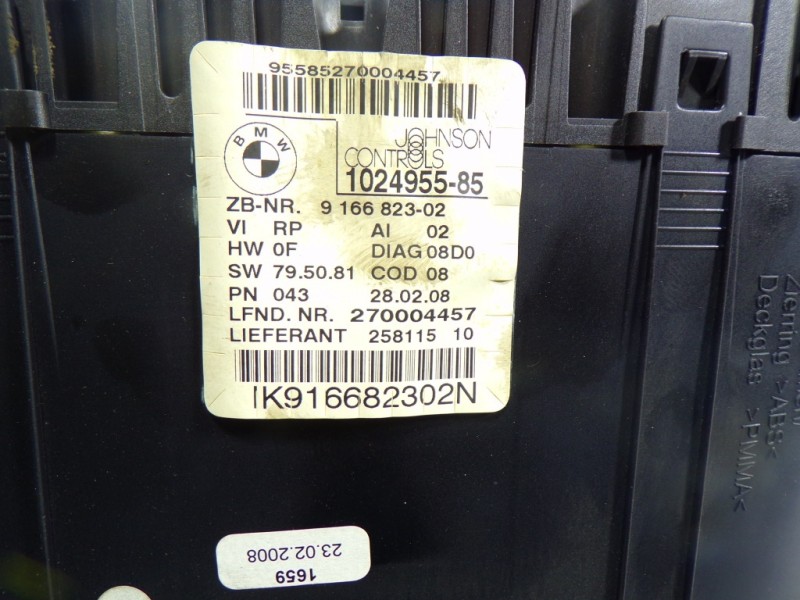 95585270004457
BMW
JOHNSON
CONTROLS
1024955-85
ZB-NR. 9 166 823-02
VI RP AI 02
HW 0F DIAG 08D0
SW 79.50.81 COD 08
PN 043 28.02.08
LFND. NR. 270004457
LIEFERANT 258115 10
IK916682302N
1659
23.02.2008
Zierring >ABS<
Deckglas >PMMA<